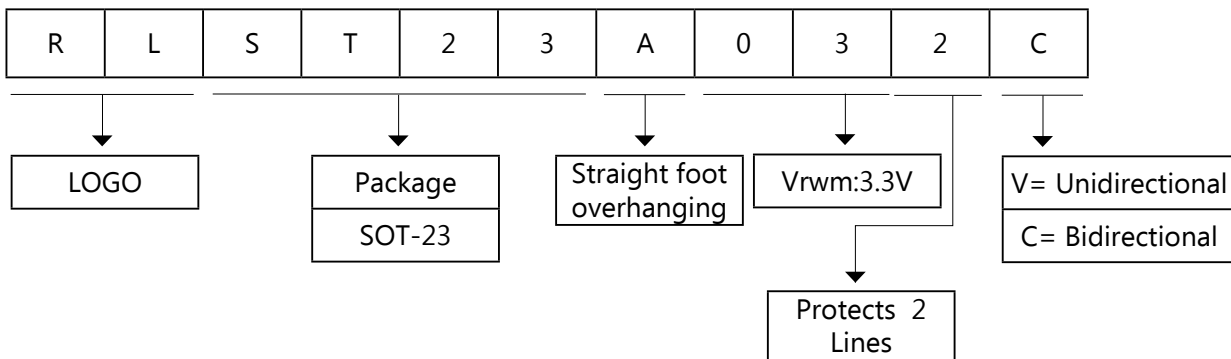 R L S T 2 3 A 0 3 2 C
LOGO
Package
SOT-23
Straight foot
overhanging
Vrwm:3.3V
V= Unidirectional
C= Bidirectional
Protects 2
Lines